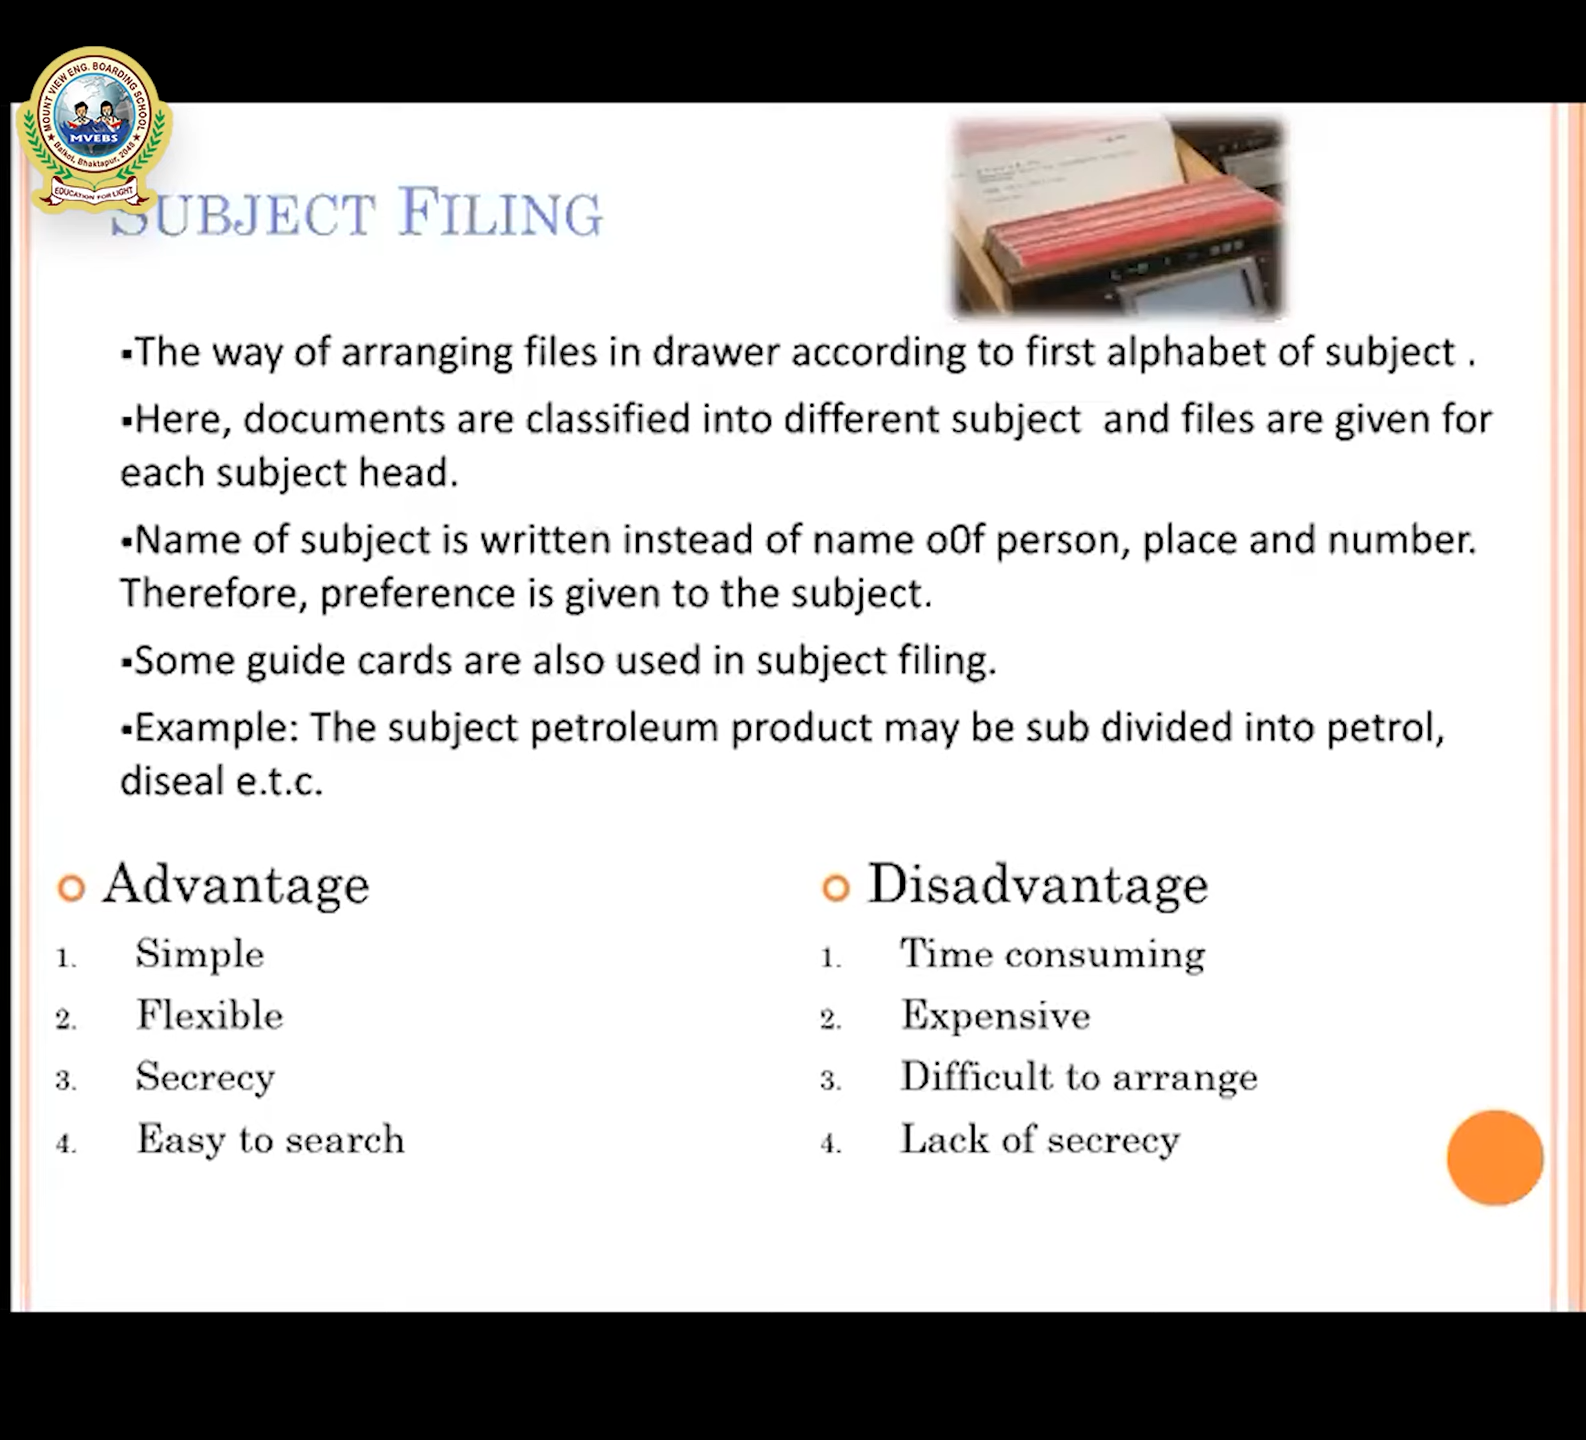 MOUNT VIEW ENG. BOARDING SCHOOL
MVEBS
Balkot, Bhaktapur, 2048
EDUCATION FOR LIGHT
SUBJECT FILING
▪The way of arranging files in drawer according to first alphabet of subject .
▪Here, documents are classified into different subject  and files are given for
each subject head.
▪Name of subject is written instead of name o0f person, place and number.
Therefore, preference is given to the subject.
▪Some guide cards are also used in subject filing.
▪Example: The subject petroleum product may be sub divided into petrol,
diseal e.t.c.
Advantage
1. Simple
2. Flexible
3. Secrecy
4. Easy to search
Disadvantage
1. Time consuming
2. Expensive
3. Difficult to arrange
4. Lack of secrecy